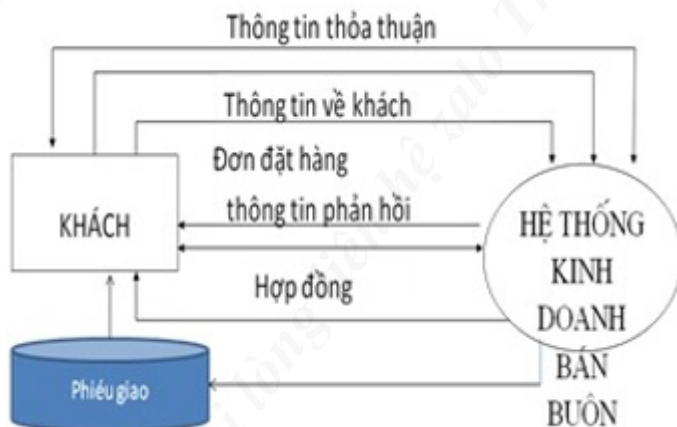 Thông tin thỏa thuận
Thông tin về khách
Đơn đặt hàng
KHÁCH
thông tin phản hồi
Hợp đồng
HỆ THỐNG
KINH
DOANH
BÁN
BUÔN
Phiếu giao